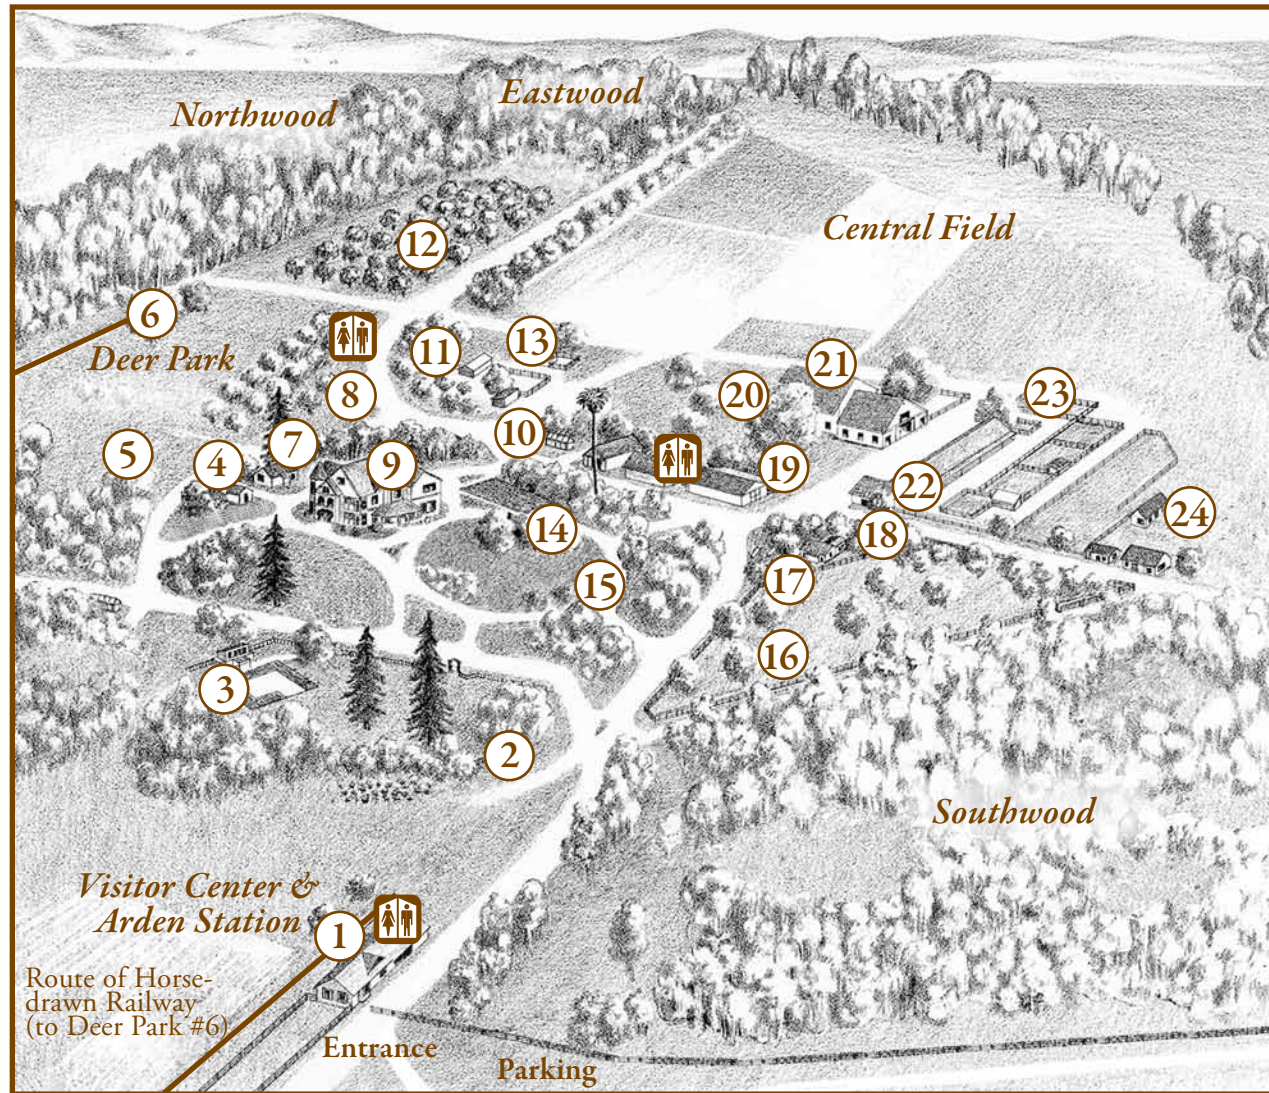 Eastwood
Northwood
Central Field
12
6
Deer Park
11
13
21
8
20
23
10
7
9
5
4
19
22
24
14
18
15
17
16
3
2
Southwood
Visitor Center &
Arden Station
1
Route of Horse-
drawn Railway
(to Deer Park #6)
Entrance
Parking